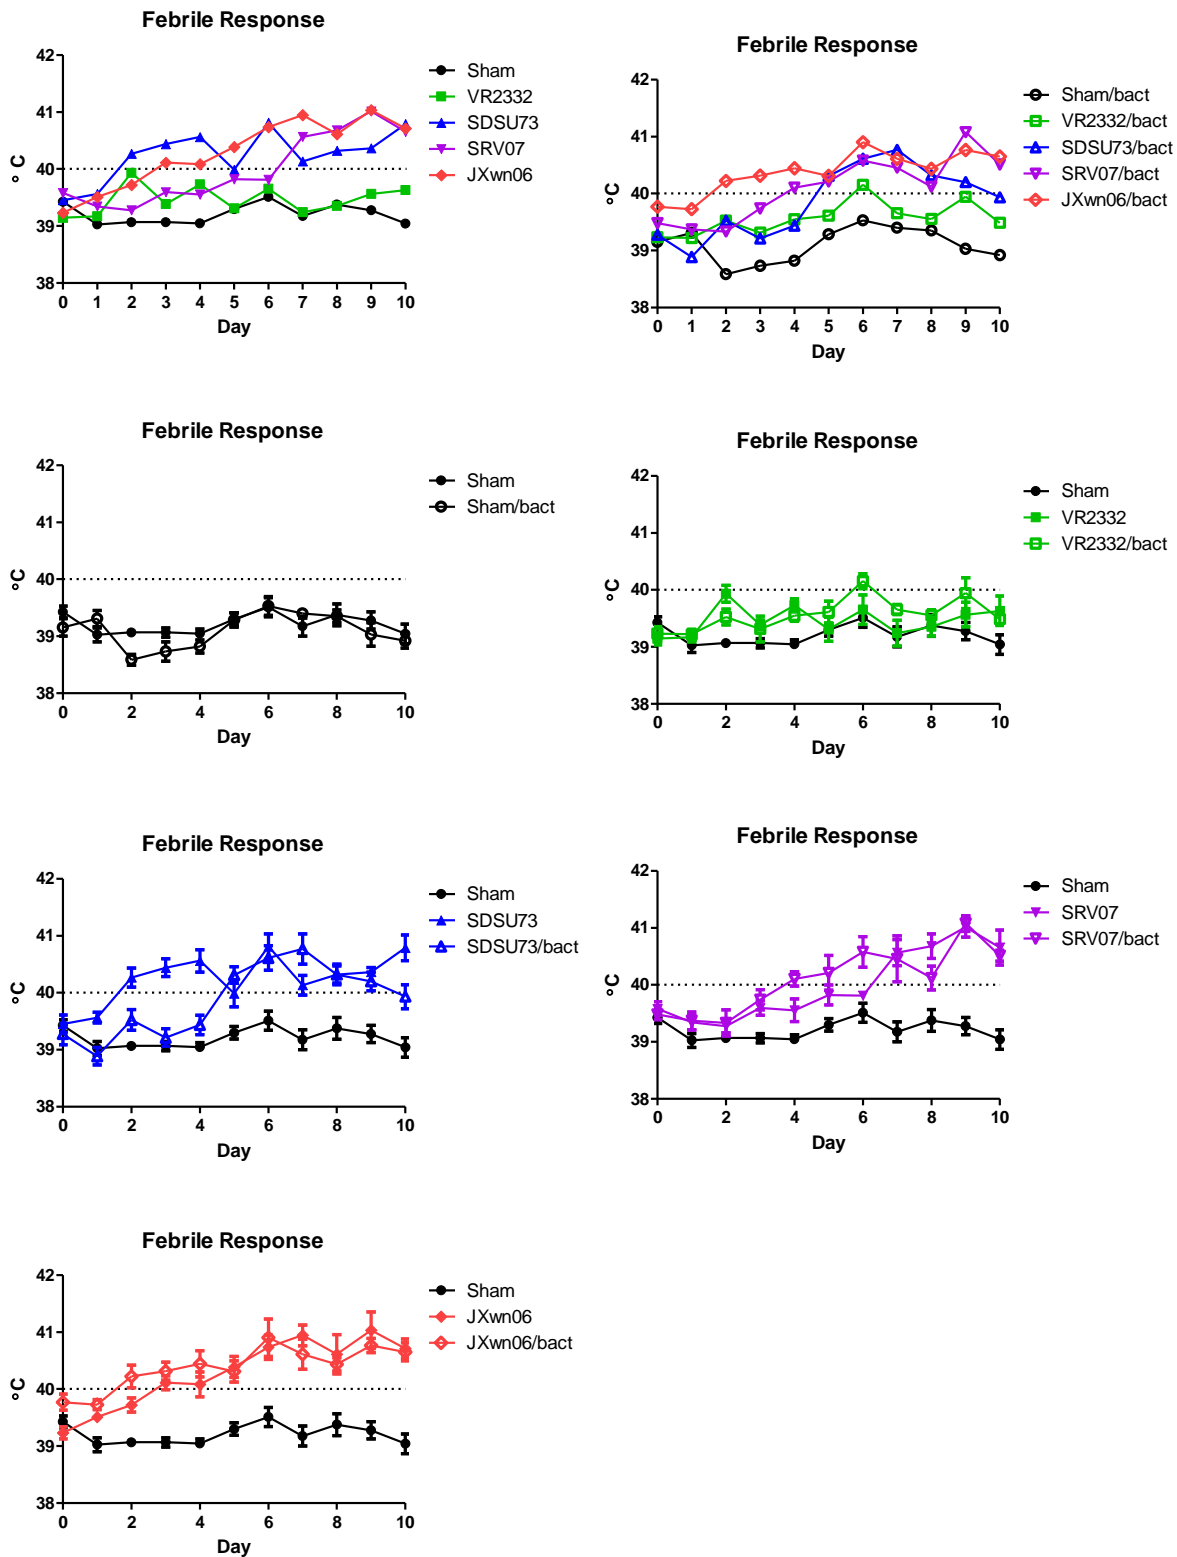 Febrile Response
42
41
40
39
38
° C
0 1 2 3 4 5 6 7 8 9 10
Day
Sham
VR2332
SDSU73
SRV07
JXwn06
Febrile Response
42
41
40
39
38
° C
0 1 2 3 4 5 6 7 8 9 10
Day
Sham/bact
VR2332/bact
SDSU73/bact
SRV07/bact
JXwn06/bact
Febrile Response
42
41
40
39
38
°C
0 2 4 6 8 10
Day
Sham
Sham/bact
Febrile Response
42
41
40
39
38
°C
0 2 4 6 8 10
Day
Sham
VR2332
VR2332/bact
Febrile Response
42
41
40
39
38
°C
0 2 4 6 8 10
Day
Sham
SDSU73
SDSU73/bact
Febrile Response
42
41
40
39
38
°C
0 2 4 6 8 10
Day
Sham
SRV07
SRV07/bact
Febrile Response
42
41
40
39
38
°C
0 2 4 6 8 10
Day
Sham
JXwn06
JXwn06/bact